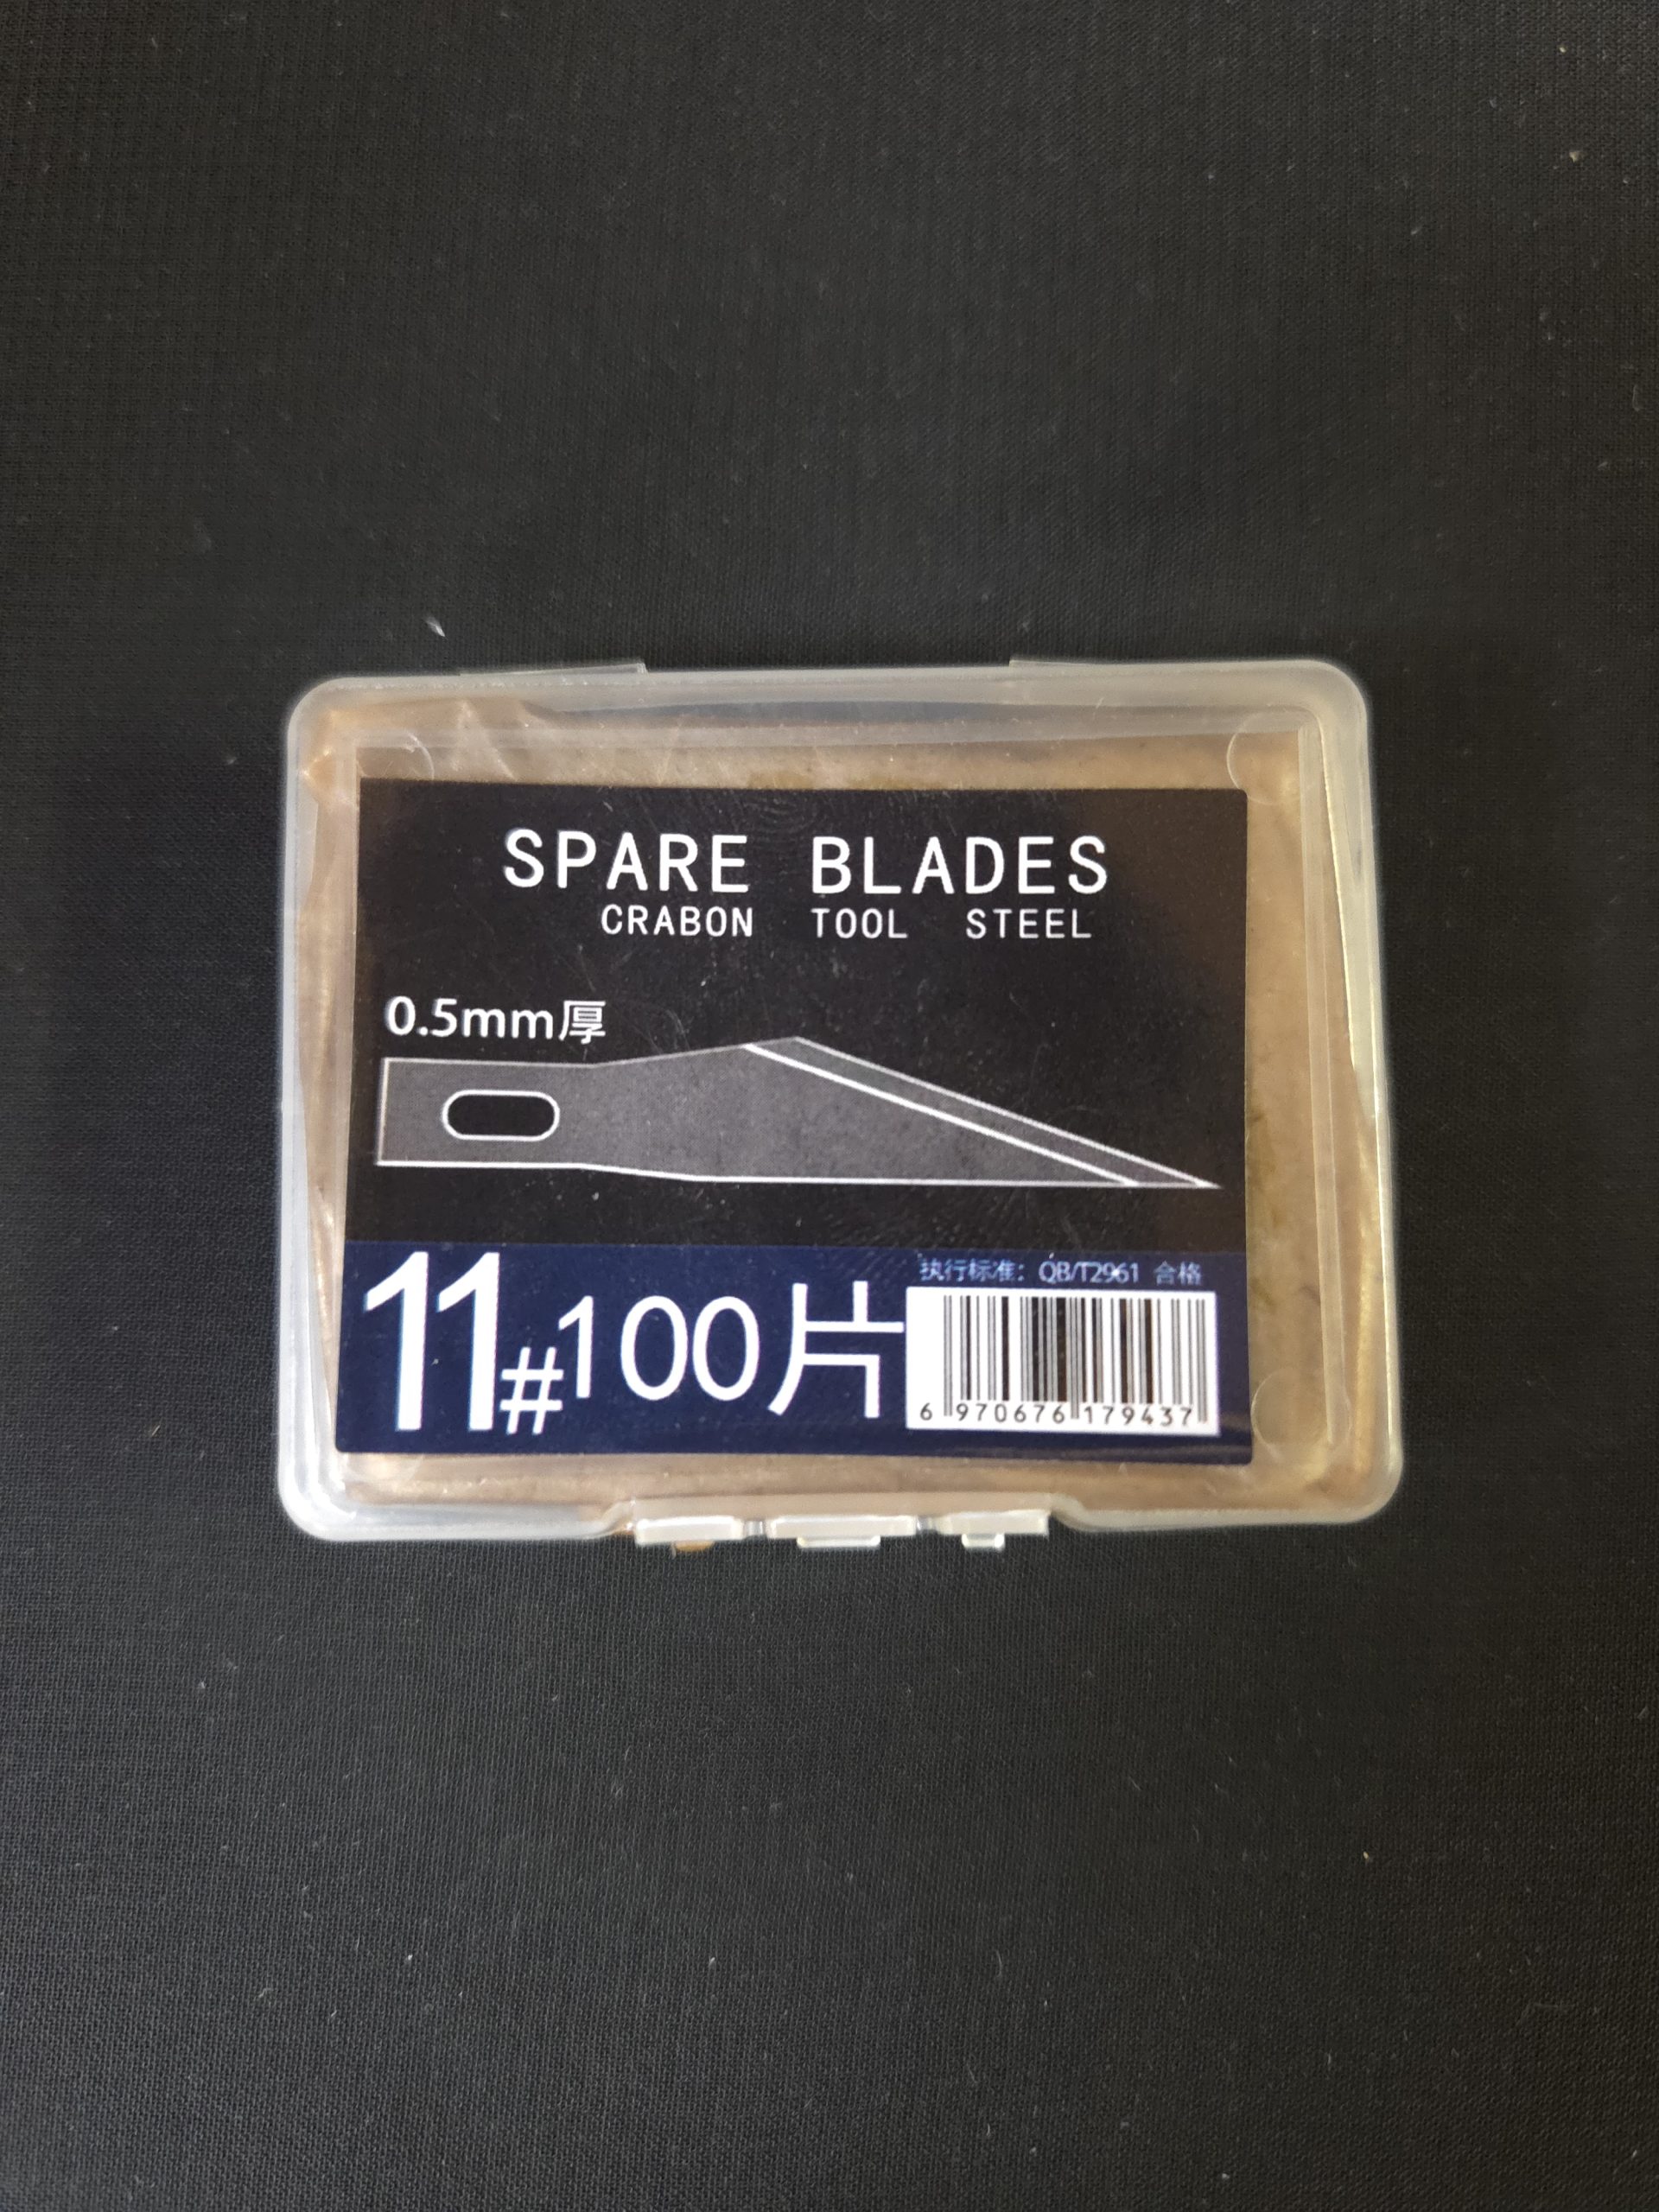 SPARE BLADES
CRABON TOOL STEEL
0.5mm厚
11#100片
执行标准：QB/T2961 合格
6 970676 179437